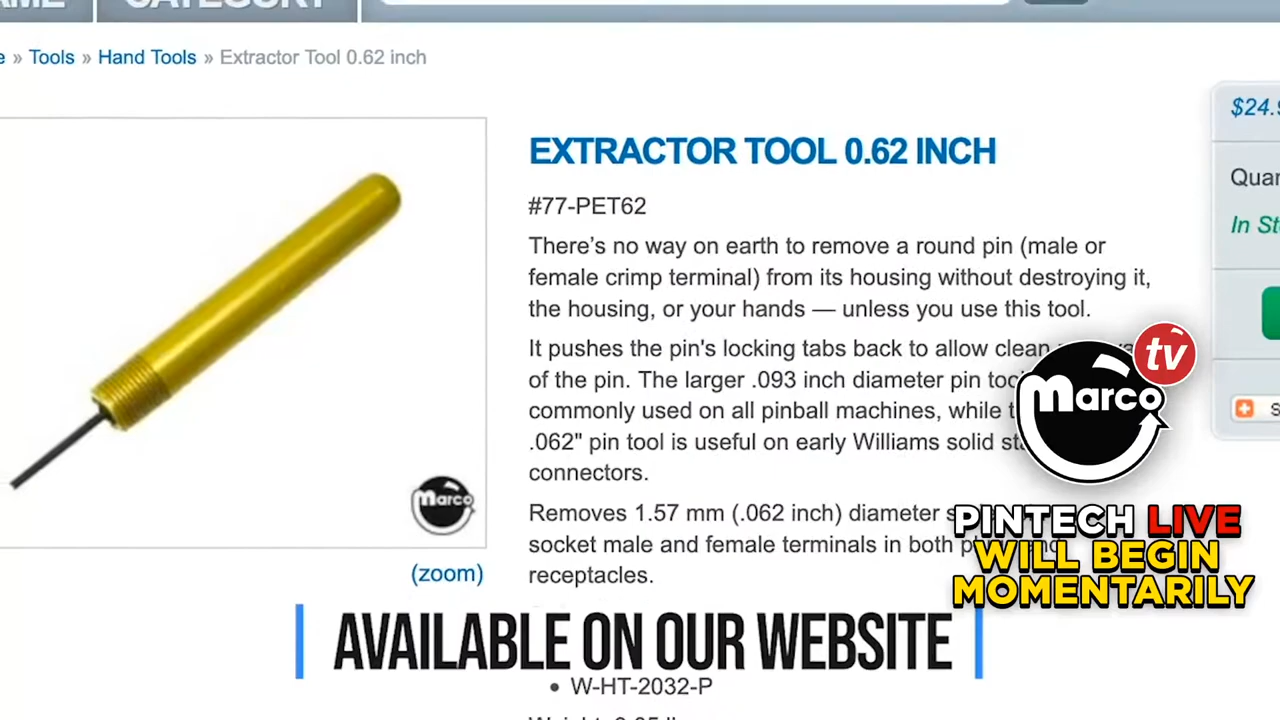 CATEGORY
» Tools » Hand Tools » Extractor Tool 0.62 inch
$24.9
EXTRACTOR TOOL 0.62 INCH
#77-PET62
In St
There’s no way on earth to remove a round pin (male or
female crimp terminal) from its housing without destroying it,
the housing, or your hands — unless you use this tool.
It pushes the pin's locking tabs back to allow clean
of the pin. The larger .093 inch diameter pin
commonly used on all pinball machines, while
.062" pin tool is useful on early Williams solid
connectors.
Removes 1.57 mm (.062 inch) diameter
socket male and female terminals in both
receptacles.
marco
(zoom)
marco tv
PINTECH LIVE
WILL BEGIN
MOMENTARILY
AVAILABLE ON OUR WEBSITE
• W-HT-2032-P